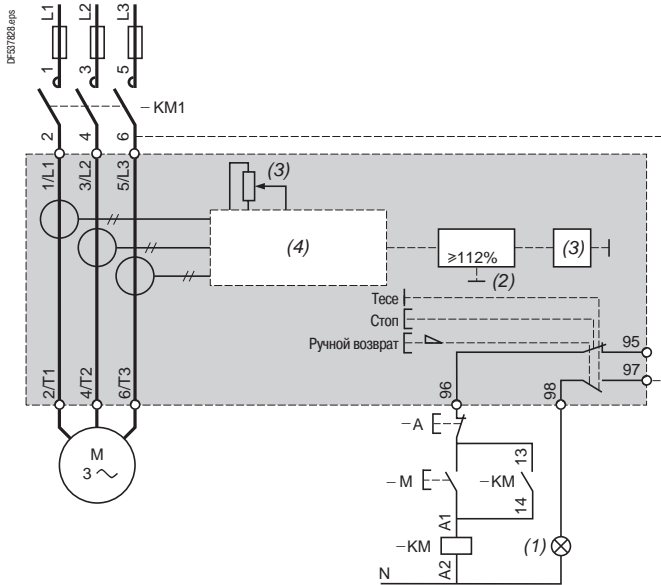 DF537828.eps
L1 L2 L3
1 3 5
– KM1
2 4 6
1/L1 3/L2 5/L3
(3)
(4)
≥112%
(3)
(2)
Тесе
Стоп
Ручной возврат
95
97
2/T1 4/T2 6/T3
96 98
– A
M
3 ~
– M
– KM
13
14
A1
– KM
A2
(1)
N